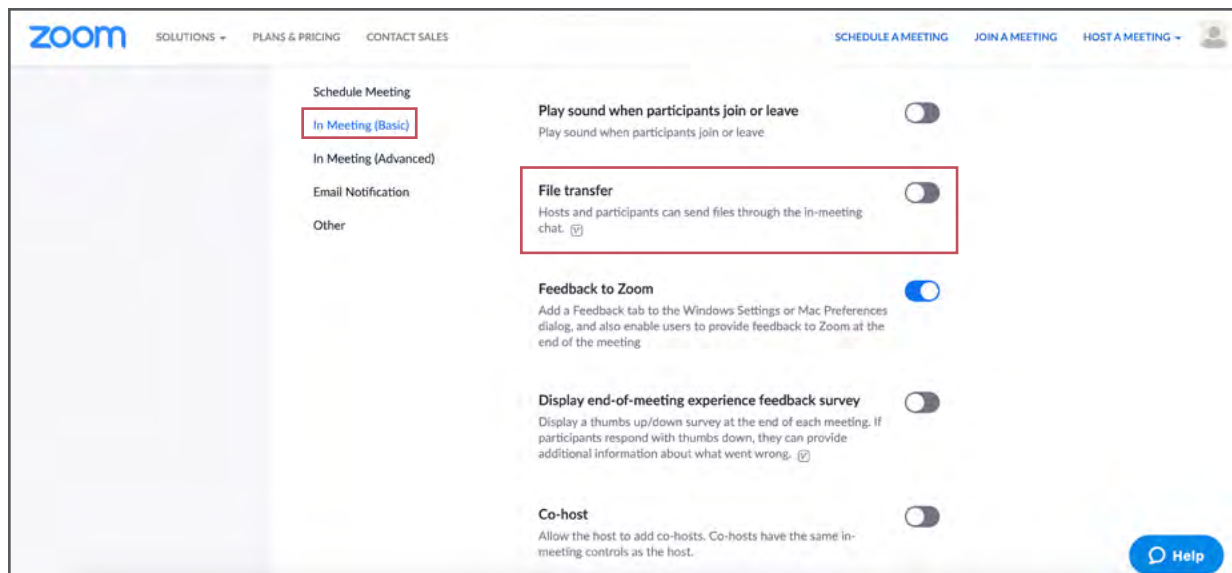 zoom SOLUTIONS PLANS & PRICING CONTACT SALES SCHEDULE A MEETING JOIN A MEETING HOST A MEETING
Schedule Meeting
In Meeting (Basic)
In Meeting (Advanced)
Email Notification
Other
Play sound when participants join or leave
Play sound when participants join or leave
File transfer
Hosts and participants can send files through the in-meeting
chat.
Feedback to Zoom
Add a Feedback tab to the Windows Settings or Mac Preferences
dialog, and also enable users to provide feedback to Zoom at the
end of the meeting
Display end-of-meeting experience feedback survey
Display a thumbs up/down survey at the end of each meeting. If
participants respond with thumbs down, they can provide
additional information about what went wrong.
Co-host
Allow the host to add co-hosts. Co-hosts have the same in-
meeting controls as the host.
Help